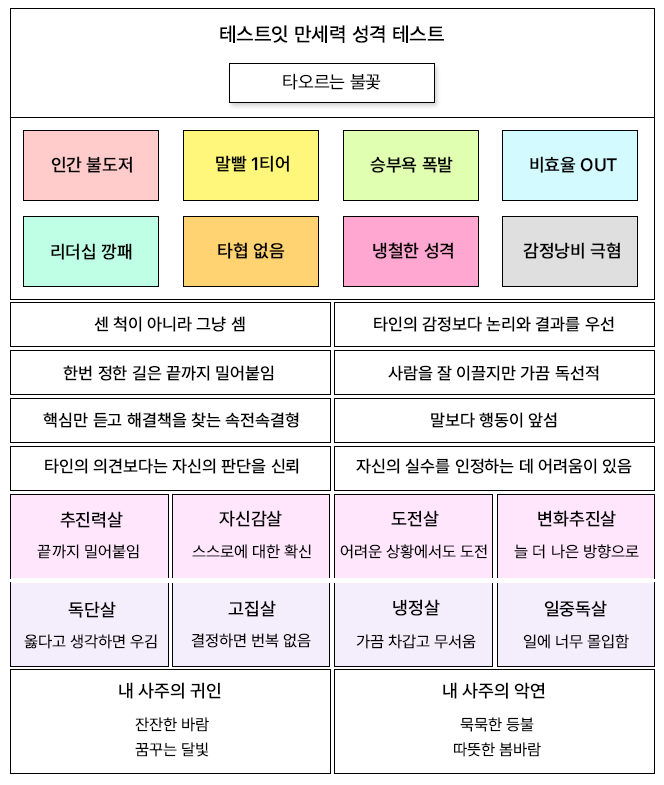 테스트잇 만세력 성격 테스트
타오르는 불꽃
인간 불도저
말빨 1티어
승부욕 폭발
비효율 OUT
리더십 깡패
타협 없음
냉철한 성격
감정낭비 극혐
센 척이 아니라 그냥 셈
타인의 감정보다 논리와 결과를 우선
한번 정한 길은 끝까지 밀어붙임
사람을 잘 이끌지만 가끔 독선적
핵심만 듣고 해결책을 찾는 속전속결형
말보다 행동이 앞섬
타인의 의견보다는 자신의 판단을 신뢰
자신의 실수를 인정하는 데 어려움이 있음
추진력살
끝까지 밀어붙임
자신감살
스스로에 대한 확신
도전살
어려운 상황에서도 도전
변화추진살
늘 더 나은 방향으로
독단살
옳다고 생각하면 우김
고집살
결정하면 번복 없음
냉정살
가끔 차갑고 무서움
일중독살
일에 너무 몰입함
내 사주의 귀인
잔잔한 바람
꿈꾸는 달빛
내 사주의 악연
묵묵한 등불
따뜻한 봄바람